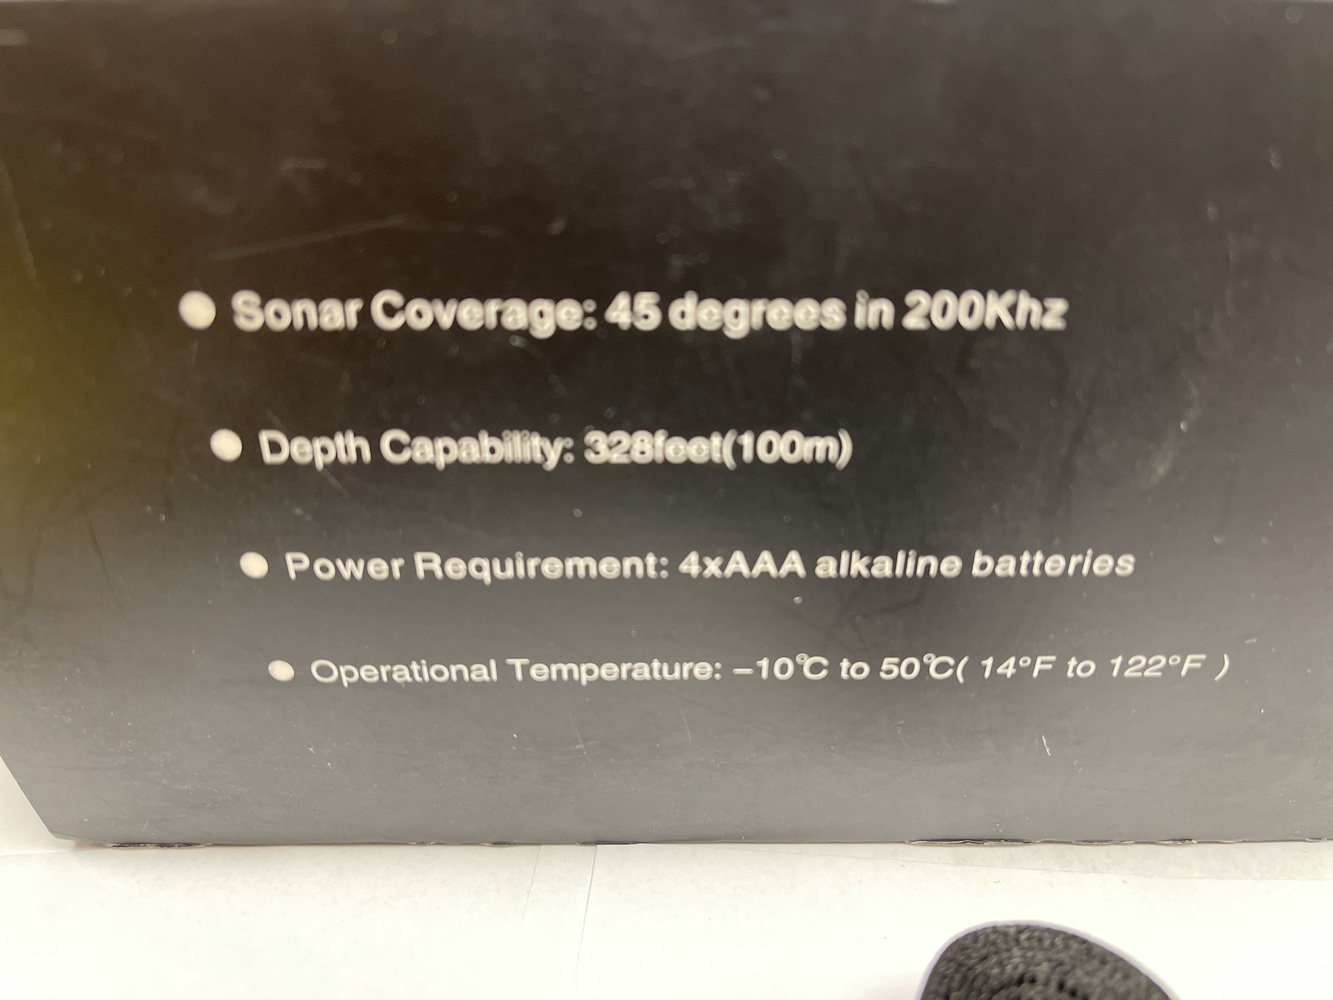 ● Sonar Coverage: 45 degrees in 200Khz
● Depth Capability: 328feet(100m)
● Power Requirement: 4xAAA alkaline batteries
● Operational Temperature: –10℃ to 50℃( 14°F to 122°F )